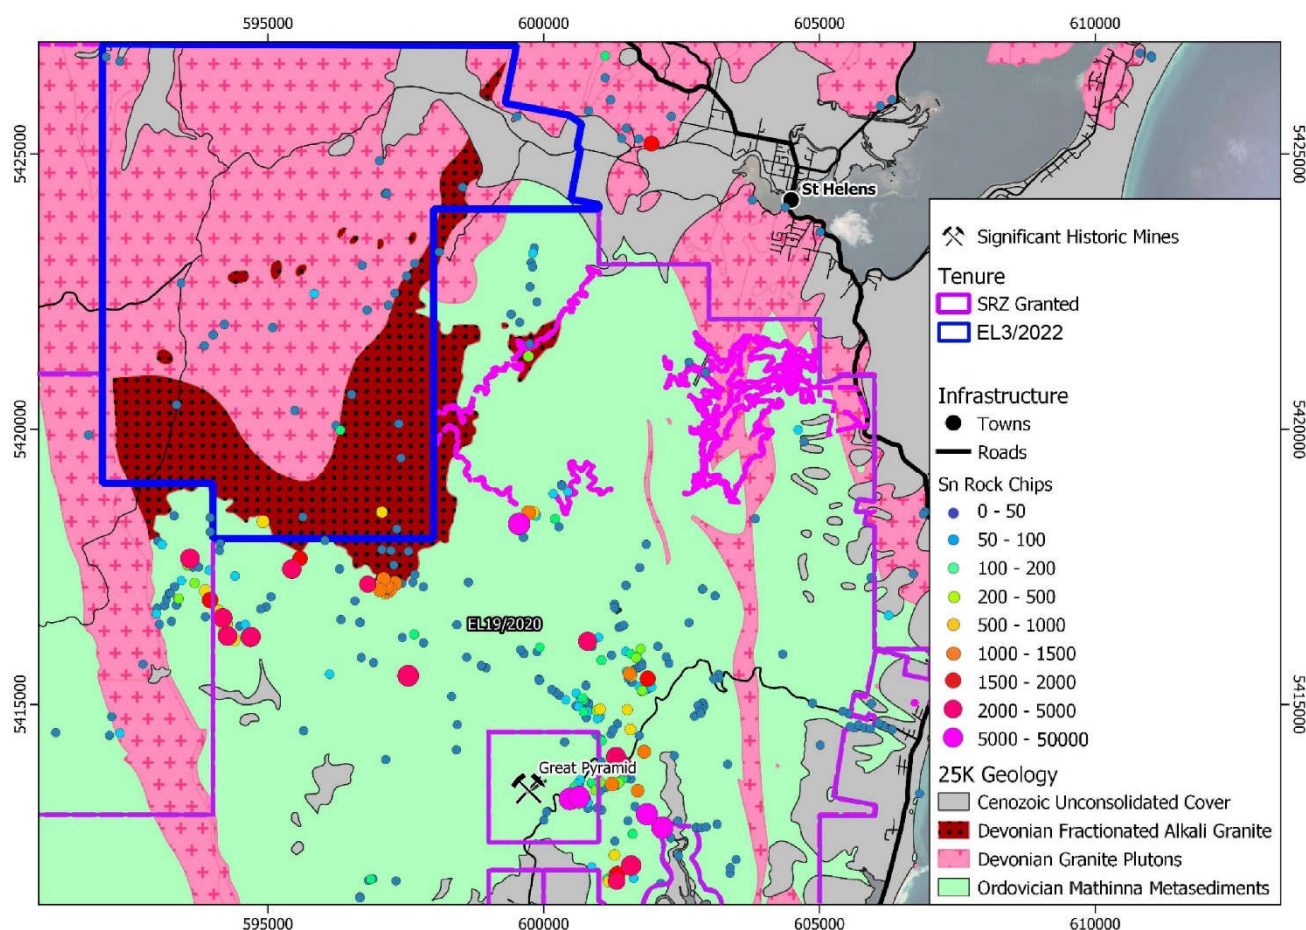 595000
600000
605000
610000
5425000
5425000
St Helens
Significant Historic Mines
Tenure
SRZ Granted
EL3/2022
Infrastructure
Towns
5420000
5420000
Roads
Sn Rock Chips
0 - 50
50 - 100
100 - 200
200 - 500
EL19/2020
500 - 1000
1000 - 1500
1500 - 2000
5415000
5415000
2000 - 5000
5000 - 50000
Great Pyramid
25K Geology
Cenozoic Unconsolidated Cover
Devonian Fractionated Alkali Granite
Devonian Granite Plutons
Ordovician Mathinna Metasediments
595000
600000
605000
610000